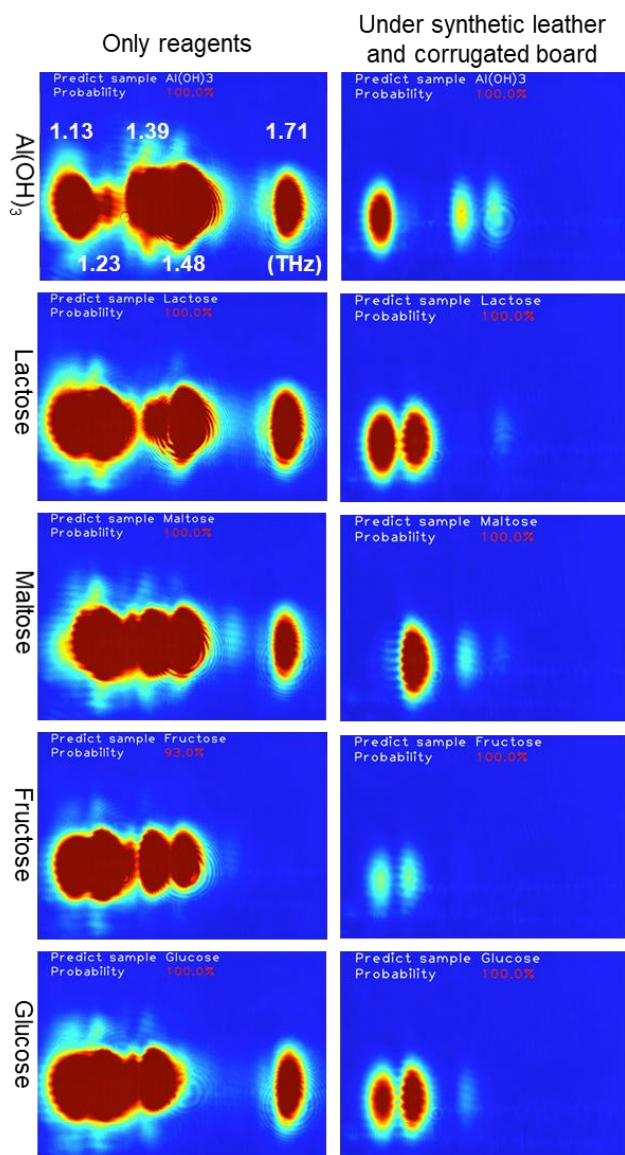 Only reagents
Under synthetic leather
and corrugated board
Al(OH)3
Predict sample Al(OH)3
Probability 100.0%
1.13 1.39 1.71
1.23 1.48 (THz)
Predict sample Al(OH)3
Probability 100.0%
Lactose
Predict sample Lactose
Probability 100.0%
Predict sample Lactose
Probability 100.0%
Maltose
Predict sample Maltose
Probability 100.0%
Predict sample Maltose
Probability 100.0%
Fructose
Predict sample Fructose
Probability 93.0%
Predict sample Fructose
Probability 100.0%
Glucose
Predict sample Glucose
Probability 100.0%
Predict sample Glucose
Probability 100.0%